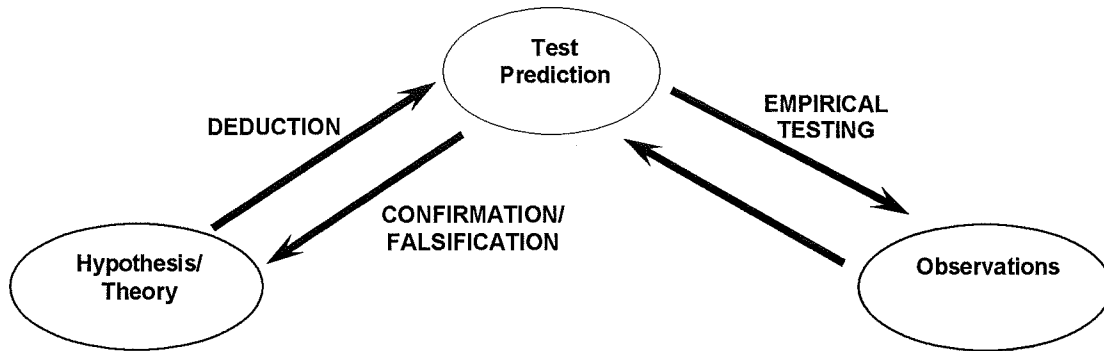 Test
Prediction
DEDUCTION
EMPIRICAL
TESTING
CONFIRMATION/
FALSIFICATION
Hypothesis/
Theory
Observations